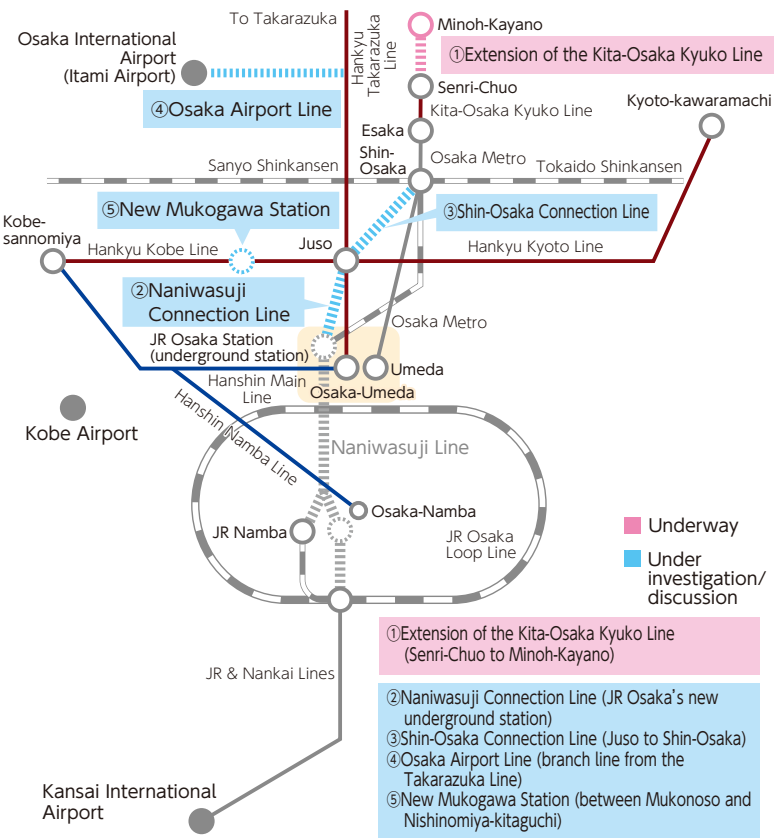 To Takarazuka
Osaka International
Airport
(Itami Airport)
Hankyu
Takarazuka
Line
Minoh-Kayano
①Extension of the Kita-Osaka Kyuko Line
Senri-Chuo
④Osaka Airport Line
Kita-Osaka Kyuko Line
Kyoto-kawaramachi
Esaka
Shin-
Osaka
Osaka Metro
Sanyo Shinkansen
Tokaido Shinkansen
⑤New Mukogawa Station
③Shin-Osaka Connection Line
Kobe-
sannomiya
Hankyu Kobe Line
Juso
Hankyu Kyoto Line
②Naniwasuji
Connection Line
Osaka Metro
JR Osaka Station
(underground station)
Umeda
Hanshin Main
Line
Osaka-Umeda
Hanshin Namba Line
Kobe Airport
Naniwasuji Line
Osaka-Namba
JR Namba
JR Osaka
Loop Line
Underway
Under
investigation/
discussion
①Extension of the Kita-Osaka Kyuko Line
(Senri-Chuo to Minoh-Kayano)
JR & Nankai Lines
②Naniwasuji Connection Line (JR Osaka's new
underground station)
③Shin-Osaka Connection Line (Juso to Shin-Osaka)
④Osaka Airport Line (branch line from the
Takarazuka Line)
⑤New Mukogawa Station (between Mukonoso and
Nishinomiya-kitaguchi)
Kansai International
Airport